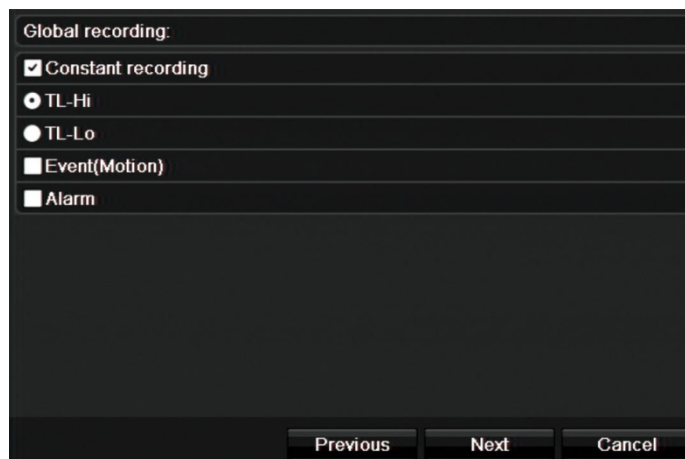 Global recording:
Constant recording
TL-Hi
TL-Lo
Event(Motion)
Alarm
Previous Next Cancel